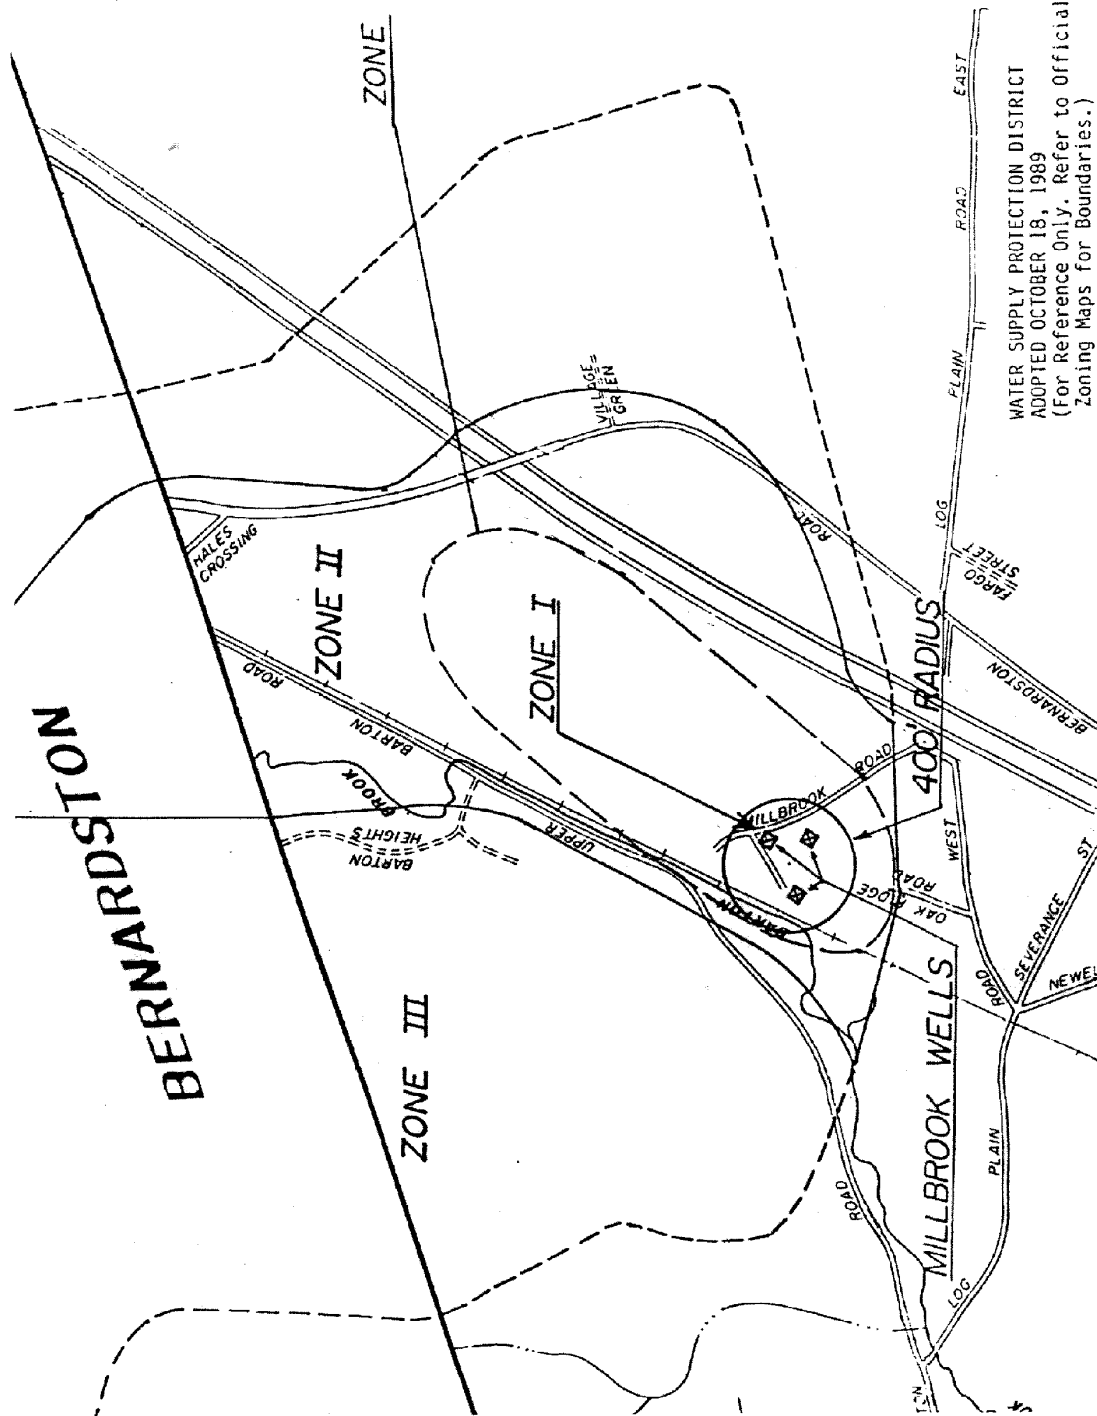 BERNARDSTON
ZONE
ZONE II
ZONE I
ZONE III
400' RADIUS
MILLBROOK WELLS
HALES
CROSSING
VILLAGE
GREEN
ROAD
BARTON
UPPER
BROOK
BARTON
HEIGHTS
MILLBROOK
ROAD
BARTON
OAK RIDGE
ROAD
ROAD
BERNARDSTON
FARGO
STREET
LOG
PLAIN
ROAD
EAST
WEST
ROAD
SEVERANCE
ST
PLAIN
LOG
ROAD
WATER SUPPLY PROTECTION DISTRICT
ADOPTED OCTOBER 18, 1989
(For Reference Only. Refer to Official
Zoning Maps for Boundaries.)